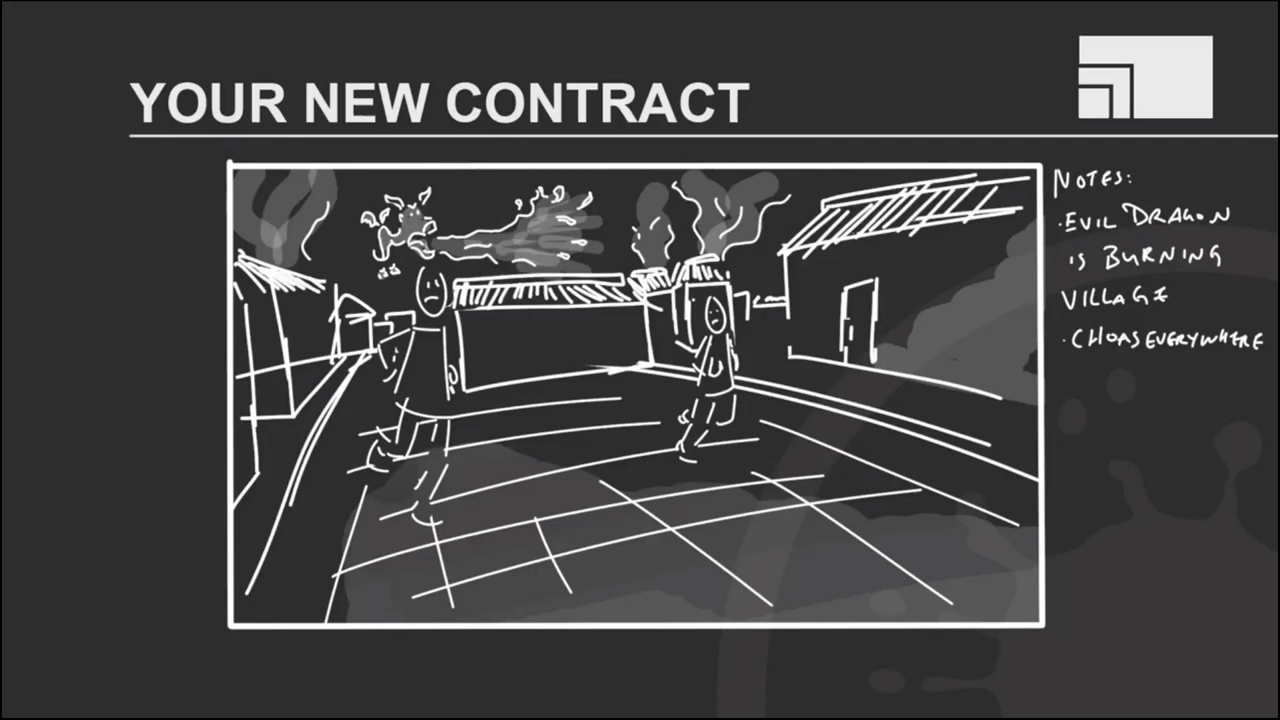 YOUR NEW CONTRACT
NOTES:
·EVIL DRAGON
IS BURNING
VILLAGE
·CHOAS EVERYWHERE